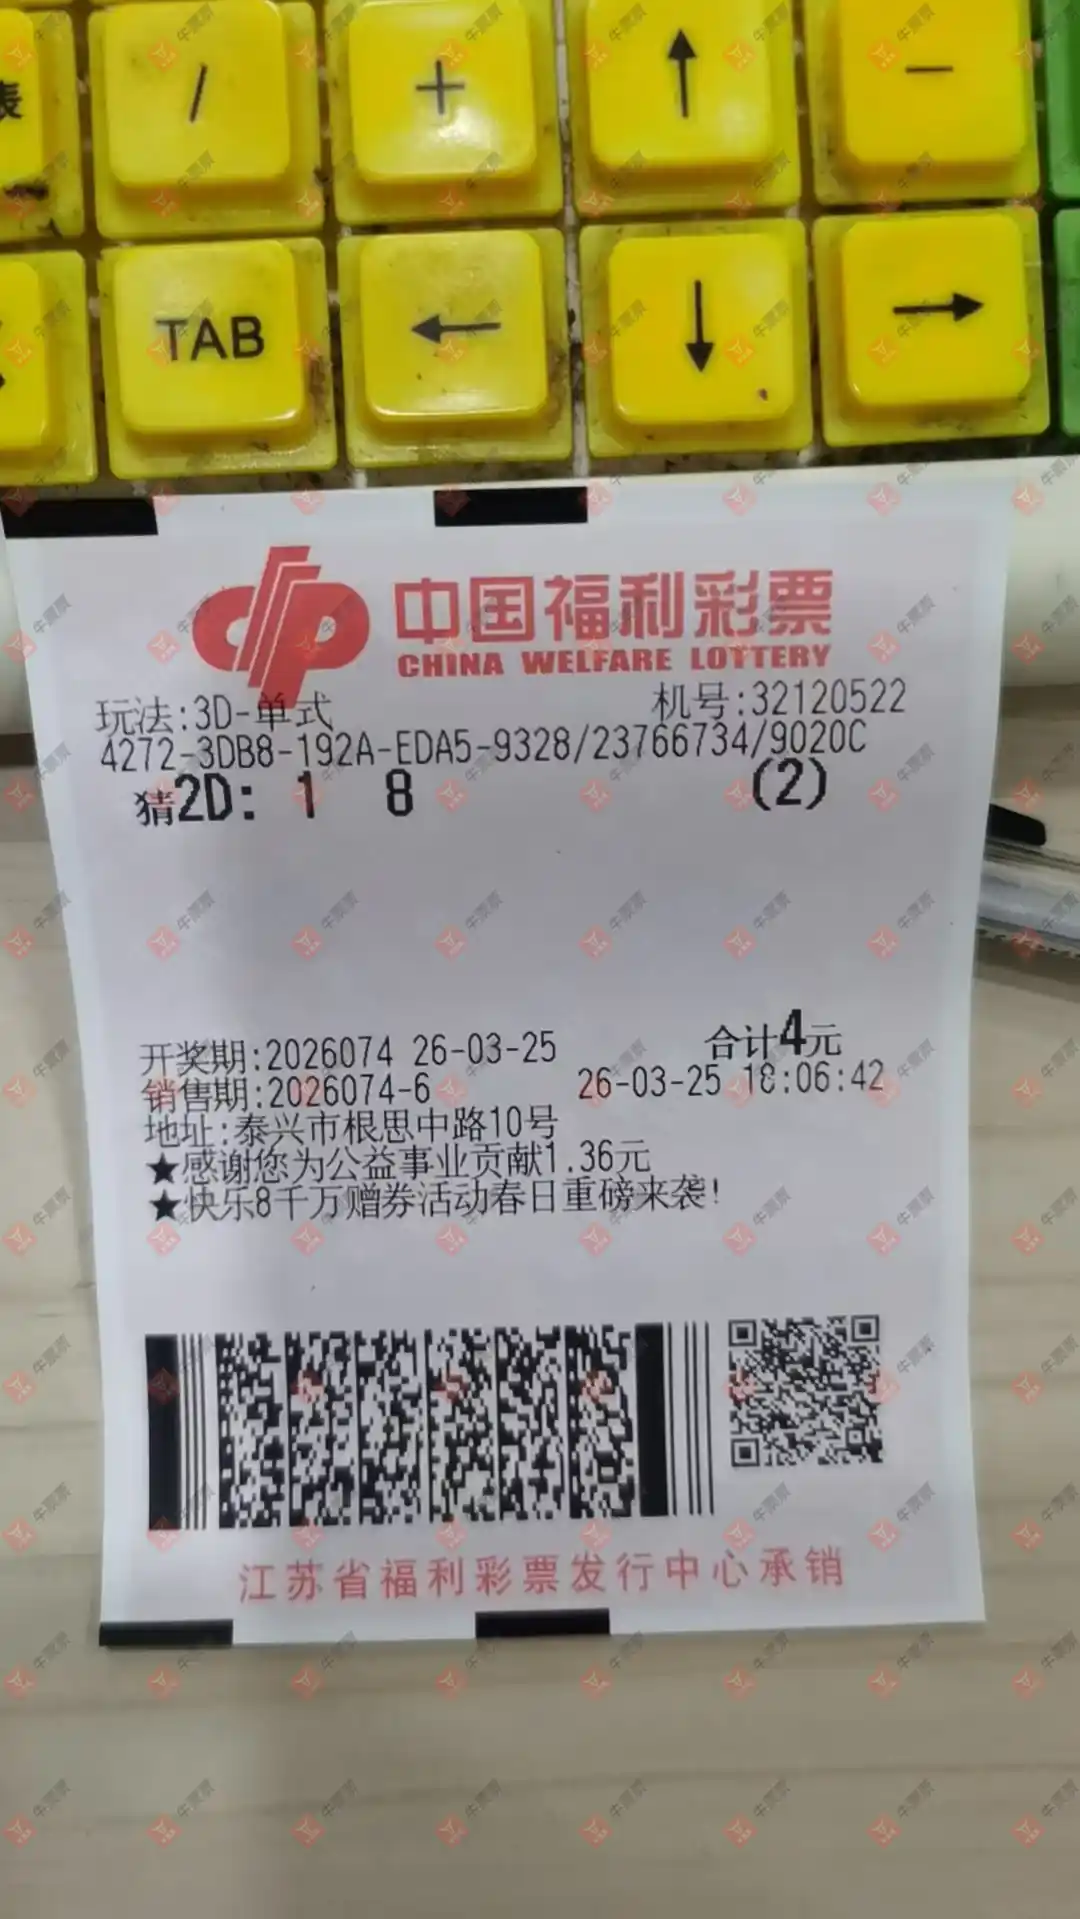 /
+
↑
−
TAB
←
↓
→
中国福利彩票
CHINA WELFARE LOTTERY
玩法:3D-单式 机号:32120522
4272-3DB8-192A-EDA5-9328/23766734/9020C
猜2D: 1 8 (2)
开奖期:2026074 26-03-25 合计4元
销售期:2026074-6 26-03-25 18:06:42
地址:泰兴市根思中路10号
★感谢您为公益事业贡献1.36元
★快乐8千万赠券活动春日重磅来袭!
江苏省福利彩票发行中心承销
牛票票